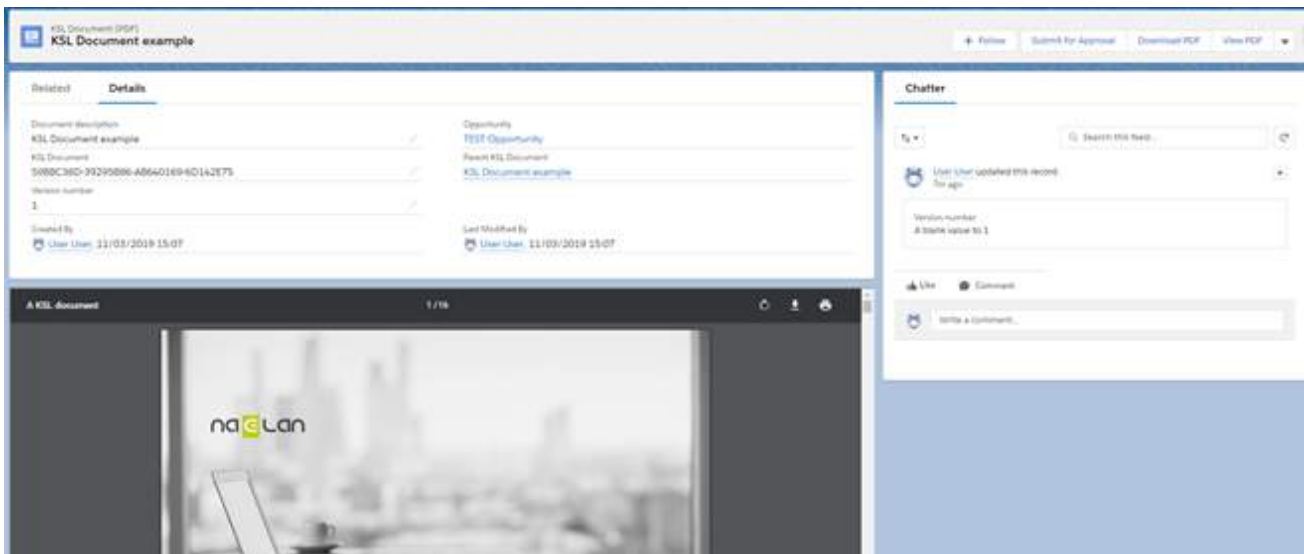 KSL Document (PDF)
KSL Document example
+ Follow
Submit for Approval
Download PDF
View PDF
Related
Details
Document description
KSL Document example
KSL Document
Version number
1
Created By
User User, 11/03/2019 15:07
Opportunity
TEST Opportunity
Parent KSL Document
KSL Document example
Last Modified By
User User, 11/03/2019 15:07
A KSL document
1/16
naelan
Chatter
Search this feed...
User User updated this record.
7m ago
Version number
A blank value to 1
Like
Comment
Write a comment...